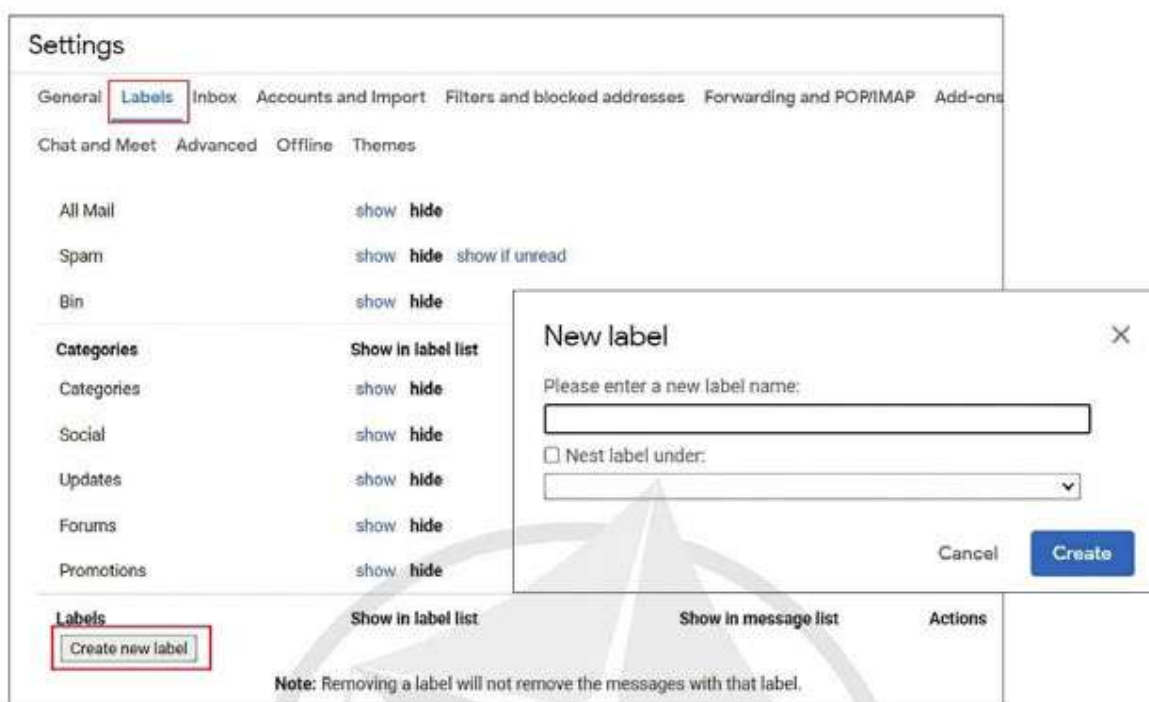 Settings
General Labels Inbox Accounts and Import Filters and blocked addresses Forwarding and POP/IMAP Add-ons
Chat and Meet Advanced Offline Themes
All Mail show hide
Spam show hide show if unread
Bin show hide
Categories Show in label list
Categories show hide
Social show hide
Updates show hide
Forums show hide
Promotions show hide
New label
Please enter a new label name:
Nest label under:
Cancel Create
Labels Show in label list Show in message list Actions
Create new label
Note: Removing a label will not remove the messages with that label.